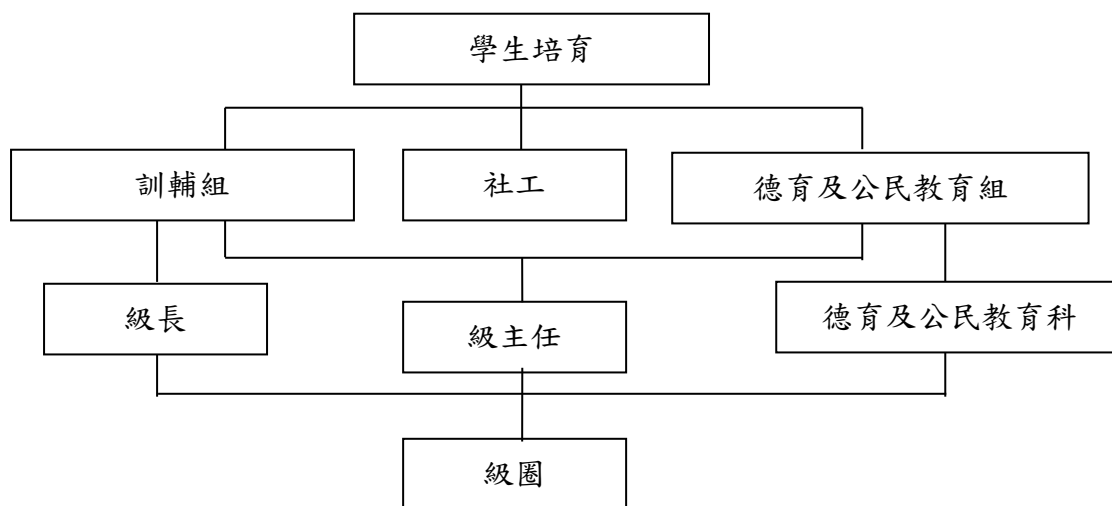 學生培育
訓輔組
社工
德育及公民教育組
級長
級主任
德育及公民教育科
級圈